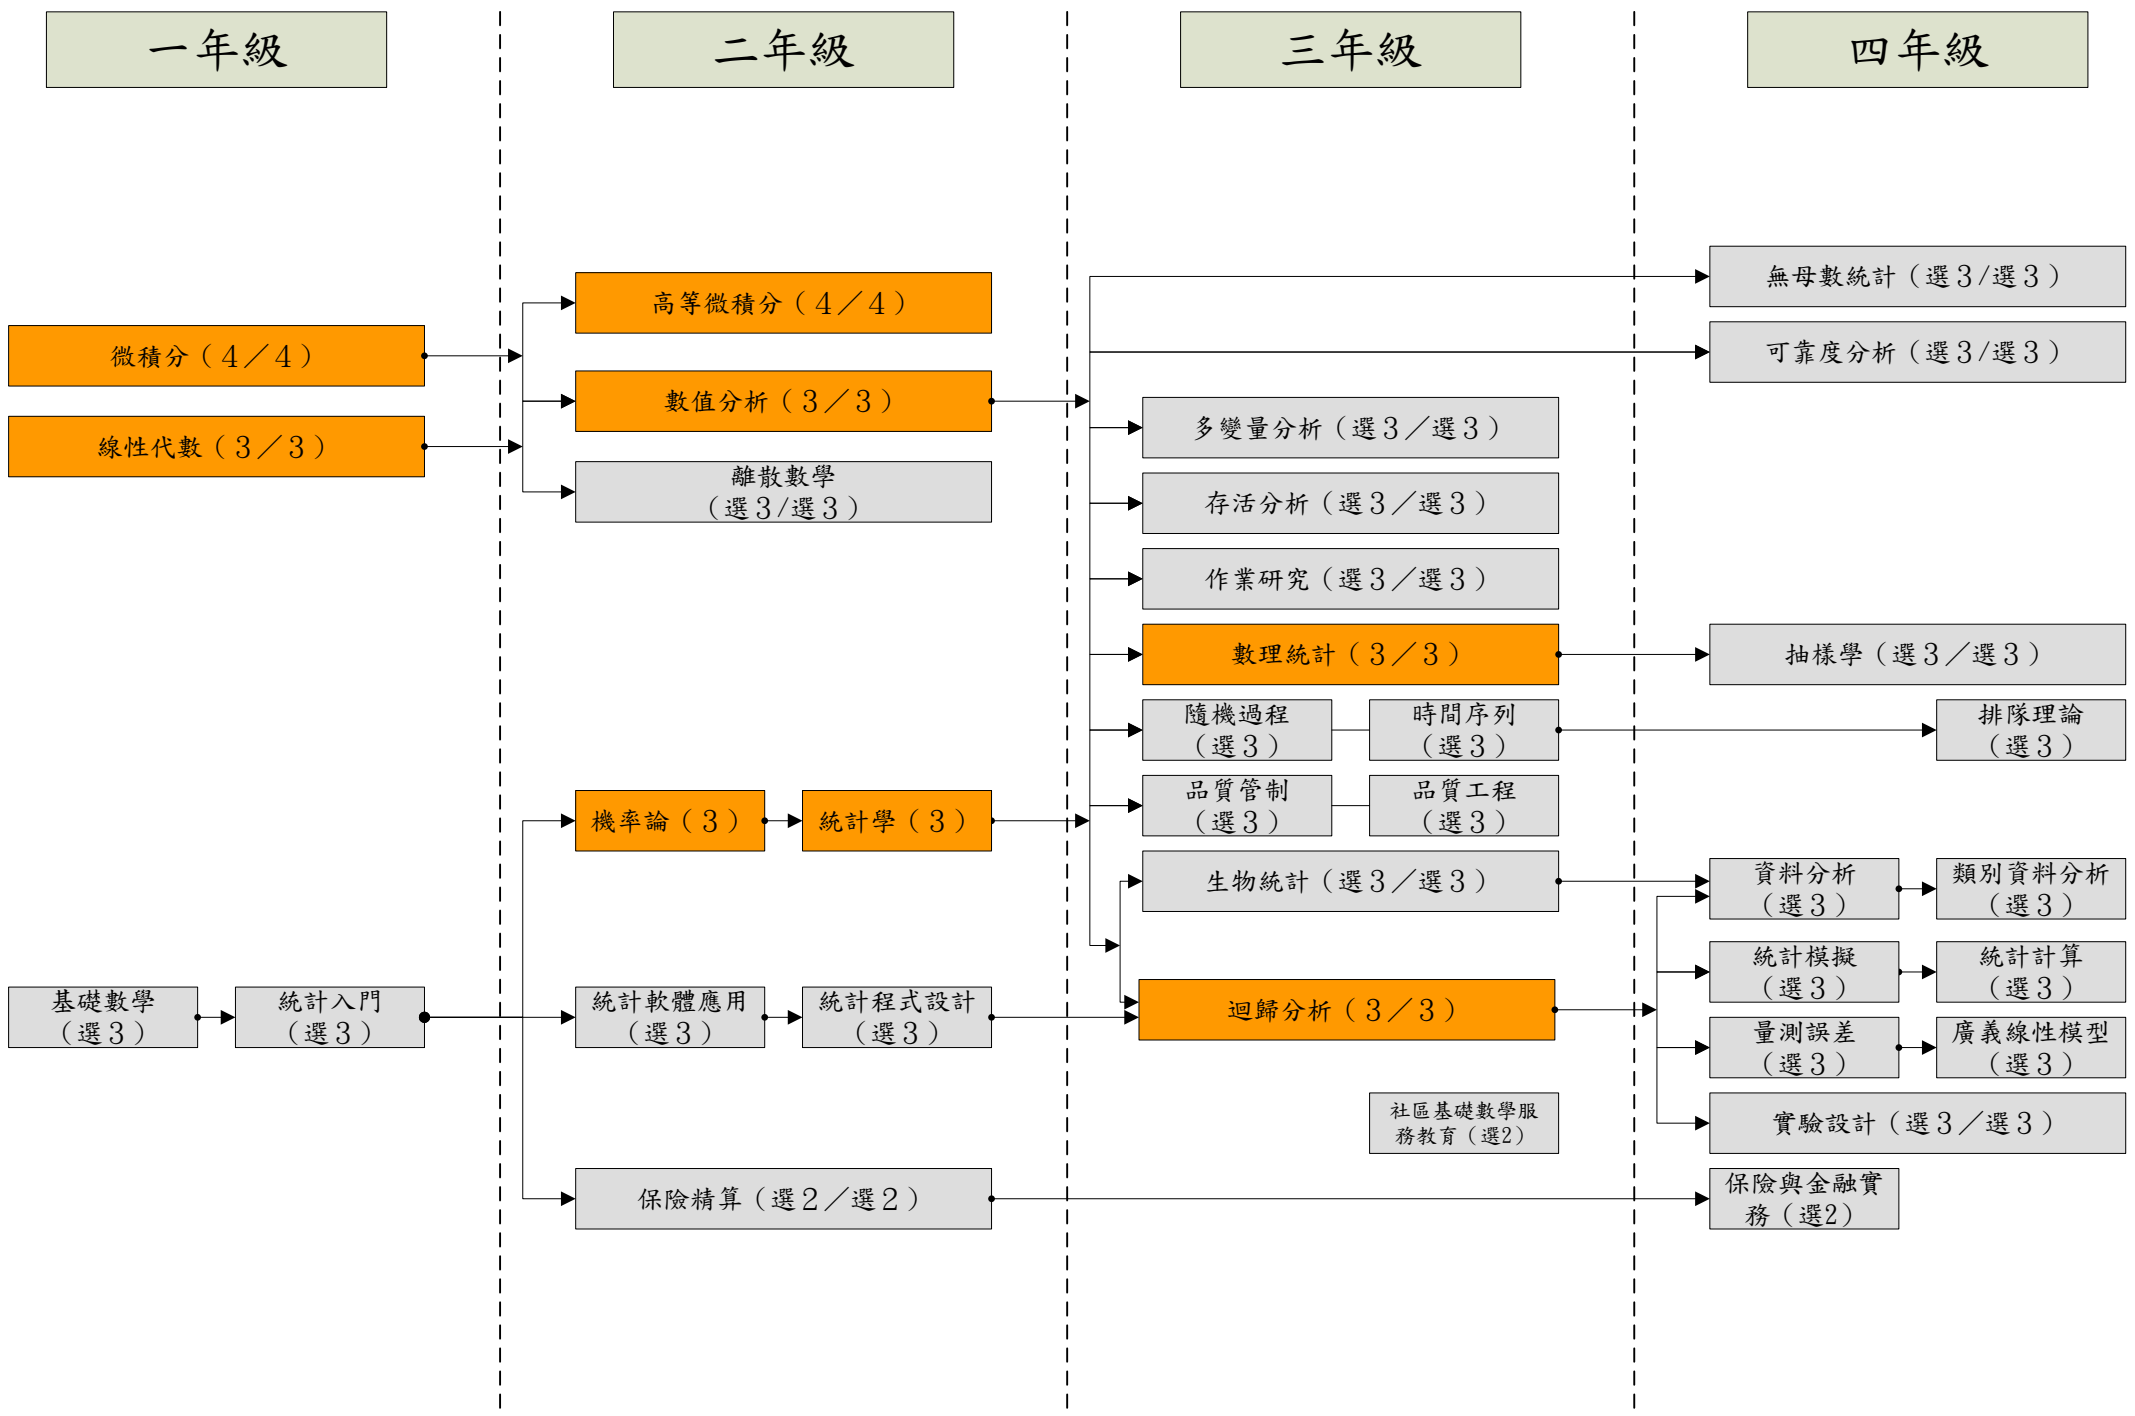 一年級
二年級
三年級
四年級
微積分（４／４）
線性代數（３／３）
基礎數學
（選３）
統計入門
（選３）
高等微積分（４／４）
數值分析（３／３）
離散數學
（選３/選３）
機率論（３）
統計學（３）
統計軟體應用
（選３）
統計程式設計
（選３）
保險精算（選２／選２）
多變量分析（選３／選３）
存活分析（選３／選３）
作業研究（選３／選３）
數理統計（３／３）
隨機過程
（選３）
時間序列
（選３）
品質管制
（選３）
品質工程
（選３）
生物統計（選３／選３）
迴歸分析（３／３）
社區基礎數學服
務教育（選2）
無母數統計（選３/選３）
可靠度分析（選３/選３）
抽樣學（選３／選３）
排隊理論
（選３）
資料分析
（選３）
類別資料分析
（選３）
統計模擬
（選３）
統計計算
（選３）
量測誤差
（選３）
廣義線性模型
（選３）
實驗設計（選３／選３）
保險與金融實
務（選2）